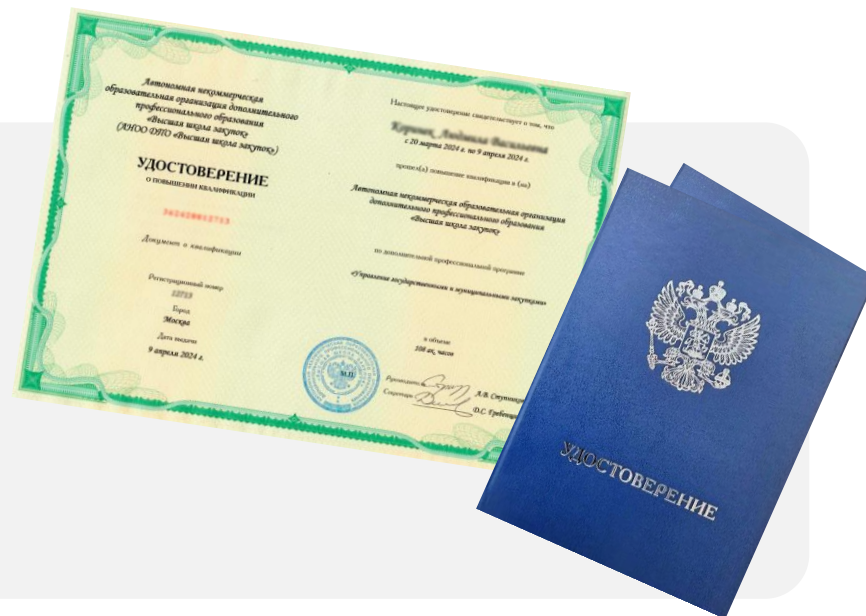 Автономная некоммерческая
образовательная организация дополнительного
профессионального образования
«Высшая школа закупок»
(АНОО ДПО «Высшая школа закупок»)
УДОСТОВЕРЕНИЕ
О ПОВЫШЕНИИ КВАЛИФИКАЦИИ
Документ о квалификации
Регистрационный номер
Город
Москва
Дата выдачи
9 апреля 2024 г.
Настоящее удостоверение свидетельствует о том, что
Людмила Васильевна
с 20 марта 2024 г. по 9 апреля 2024 г.
прошел(а) повышение квалификации в (на)
Автономная некоммерческая образовательная организация
дополнительного профессионального образования
«Высшая школа закупок»
по дополнительной профессиональной программе
«Управление государственными и муниципальными закупками»
в объеме
108 ак. часов
М.П.
Руководитель
А.В.
Секретарь
Д.С.
УДОСТОВЕРЕНИЕ